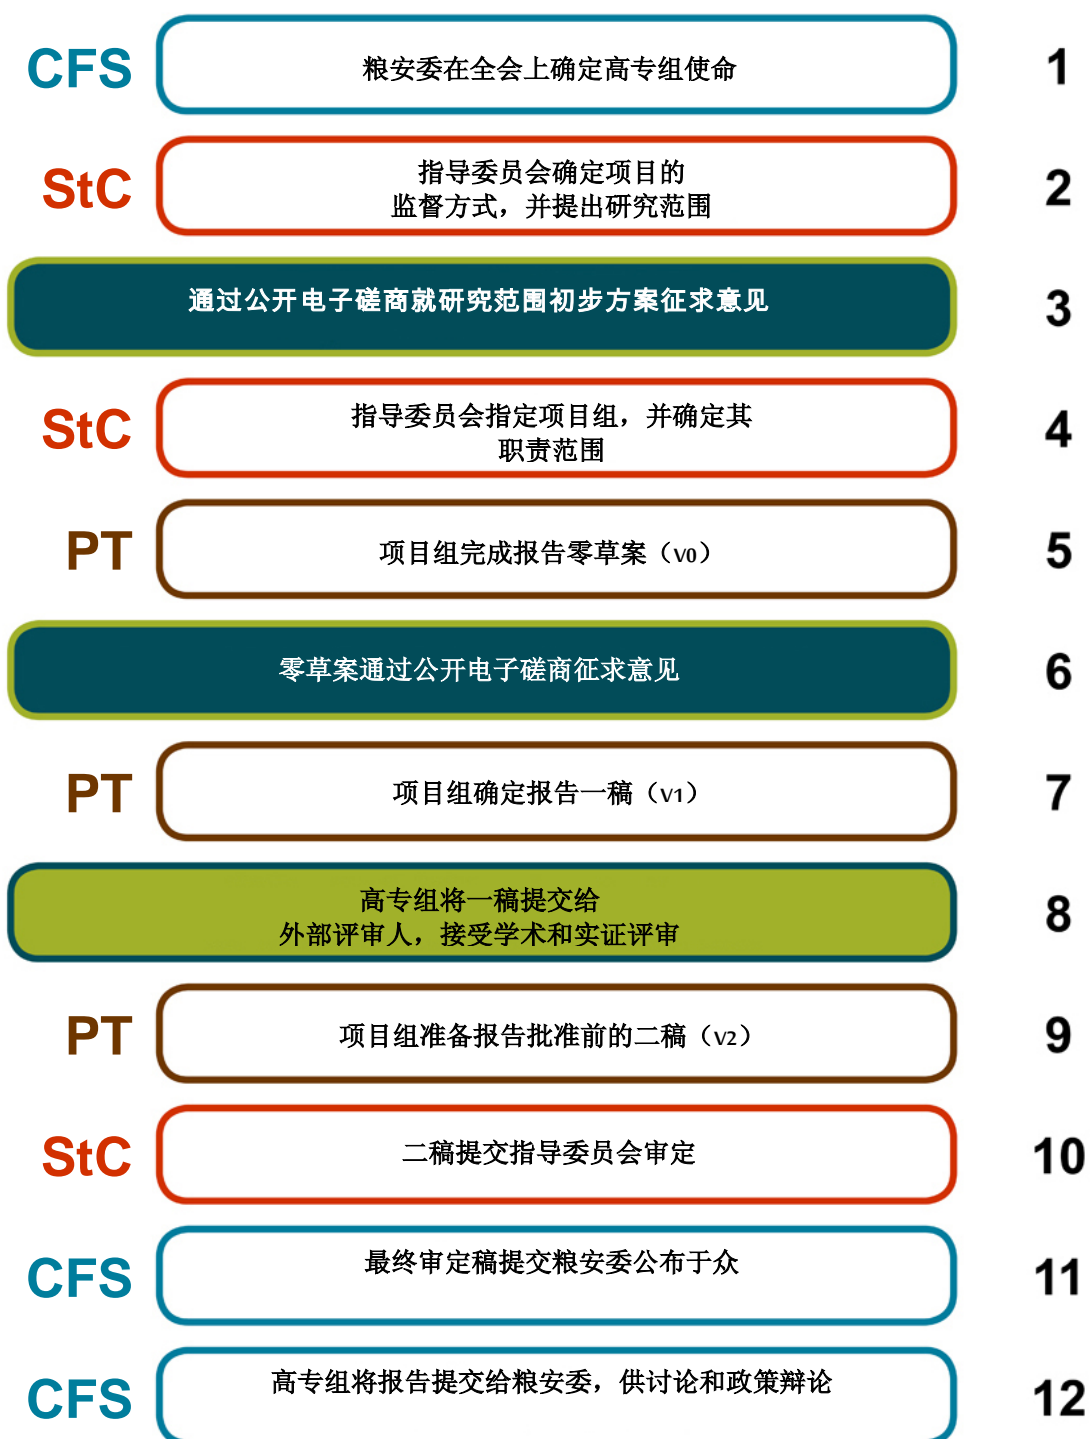 CFS 粮安委在全会上确定高专组使命 1
StC 指导委员会确定项目的
监督方式，并提出研究范围 2
通过公开电子磋商就研究范围初步方案征求意见 3
StC 指导委员会指定项目组，并确定其
职责范围 4
PT 项目组完成报告零草案（V0） 5
零草案通过公开电子磋商征求意见 6
PT 项目组确定报告一稿（V1） 7
高专组将一稿提交给
外部评审人，接受学术和实证评审 8
PT 项目组准备报告批准前的二稿（V2） 9
StC 二稿提交指导委员会审定 10
CFS 最终审定稿提交粮安委公布于众 11
CFS 高专组将报告提交给粮安委，供讨论和政策辩论 12